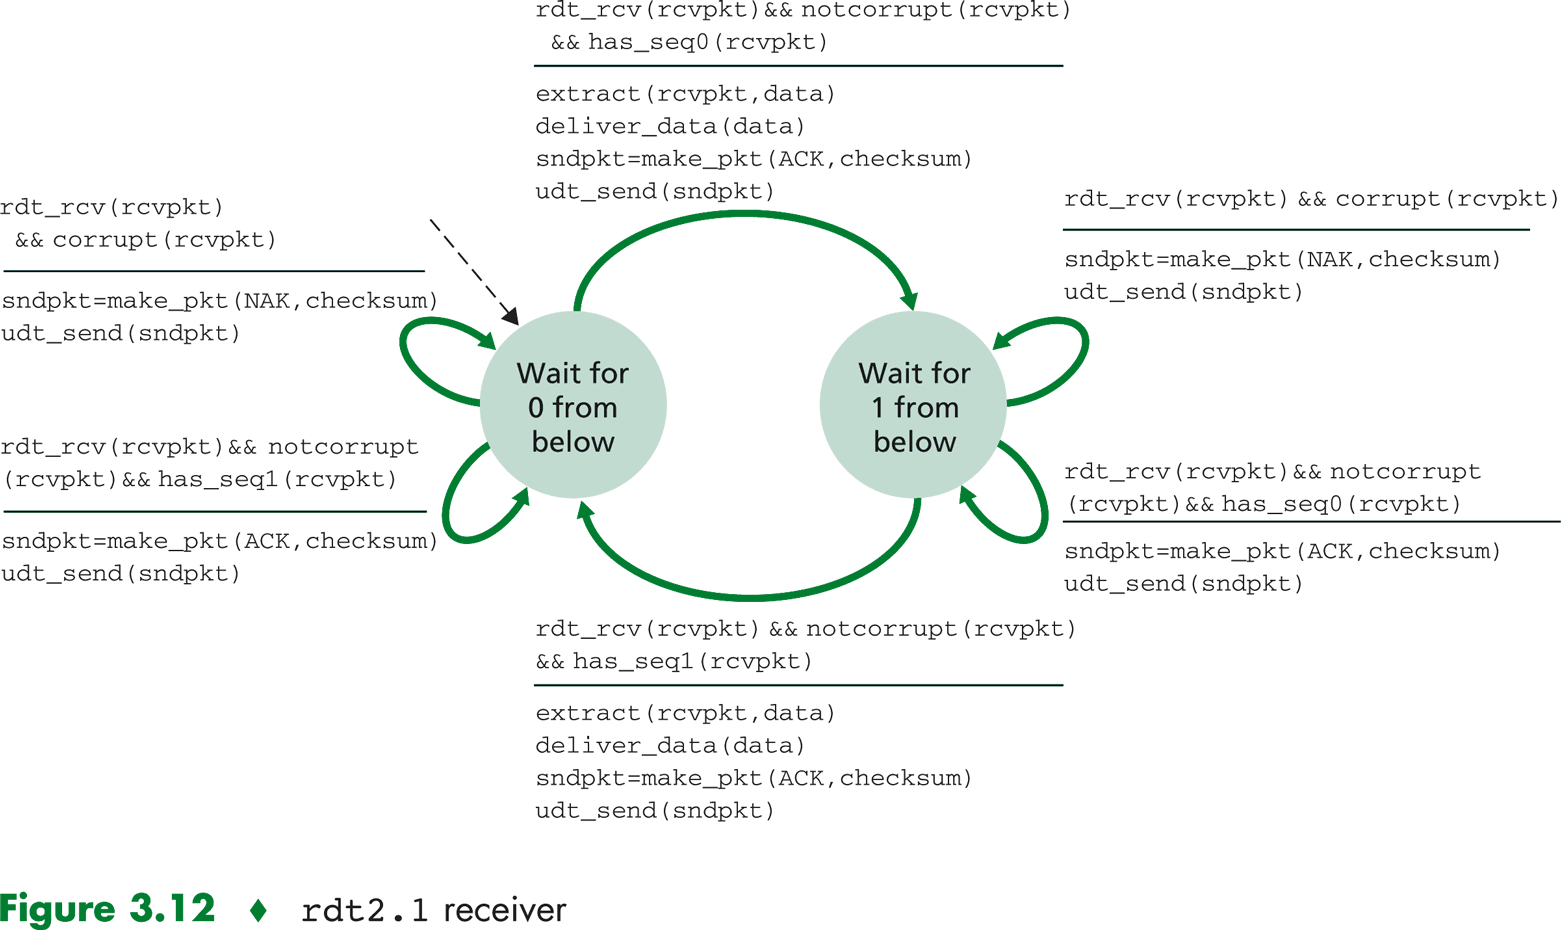 rdt_rcv(rcvpkt)&& notcorrupt(rcvpkt)
&& has_seq0(rcvpkt)
extract(rcvpkt,data)
deliver_data(data)
sndpkt=make_pkt(ACK,checksum)
udt_send(sndpkt)
rdt_rcv(rcvpkt)
&& corrupt(rcvpkt)
sndpkt=make_pkt(NAK,checksum)
udt_send(sndpkt)
rdt_rcv(rcvpkt) && corrupt(rcvpkt)
sndpkt=make_pkt(NAK,checksum)
udt_send(sndpkt)
Wait for
0 from
below
Wait for
1 from
below
rdt_rcv(rcvpkt)&& notcorrupt
(rcvpkt)&& has_seq1(rcvpkt)
sndpkt=make_pkt(ACK,checksum)
udt_send(sndpkt)
rdt_rcv(rcvpkt)&& notcorrupt
(rcvpkt)&& has_seq0(rcvpkt)
sndpkt=make_pkt(ACK,checksum)
udt_send(sndpkt)
rdt_rcv(rcvpkt) && notcorrupt(rcvpkt)
&& has_seq1(rcvpkt)
extract(rcvpkt,data)
deliver_data(data)
sndpkt=make_pkt(ACK,checksum)
udt_send(sndpkt)
Figure 3.12 ♦ rdt2.1 receiver